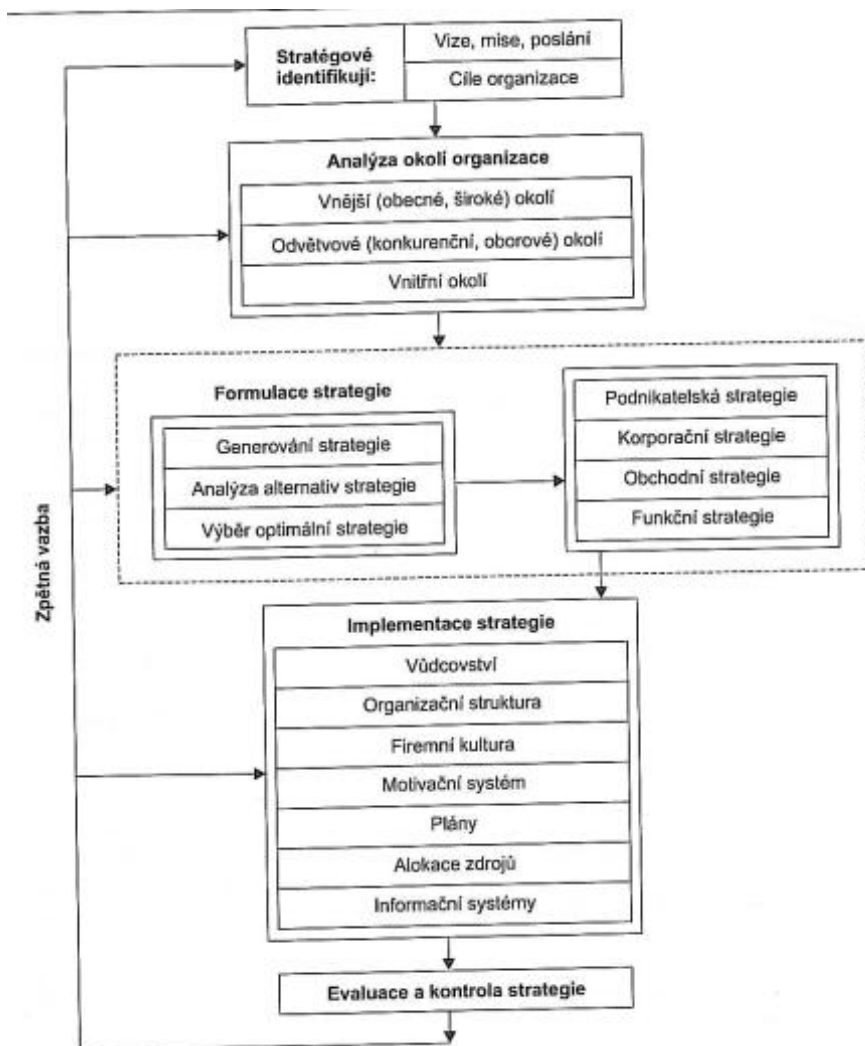 Stratégové
identifikují:
Vize, mise, poslání
Cíle organizace
Analýza okolí organizace
Vnější (obecné, široké) okolí
Odvětvové (konkurenční, oborové) okolí
Vnitřní okolí
Formulace strategie
Generování strategie
Analýza alternativ strategie
Výběr optimální strategie
Podnikatelská strategie
Korporační strategie
Obchodní strategie
Funkční strategie
Zpětná vazba
Implementace strategie
Vůdcovství
Organizační struktura
Firemní kultura
Motivační systém
Plány
Alokace zdrojů
Informační systémy
Evaluace a kontrola strategie